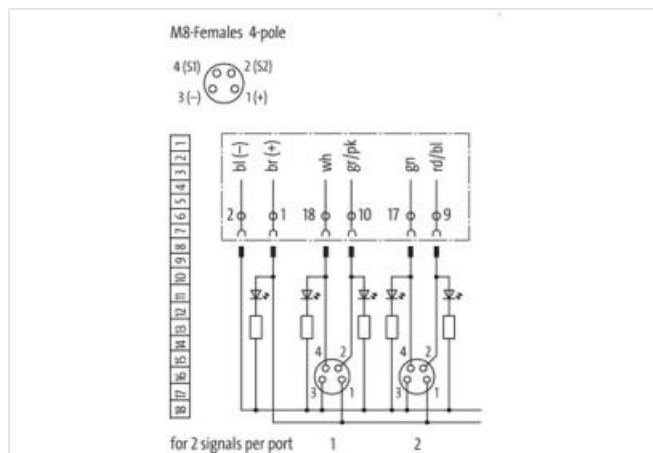 M8-Females 4-pole
4 (S1) 2 (S2)
3 (–) 1 (+)
1
2
3
4
5
6
7
8
9
10
11
12
13
14
15
16
17
18
bl (–) br (+) wh gr/pk gn rd/bl
2 1 18 10 17 9
4 2 4 2
3 1 3 1
for 2 signals per port 1 2